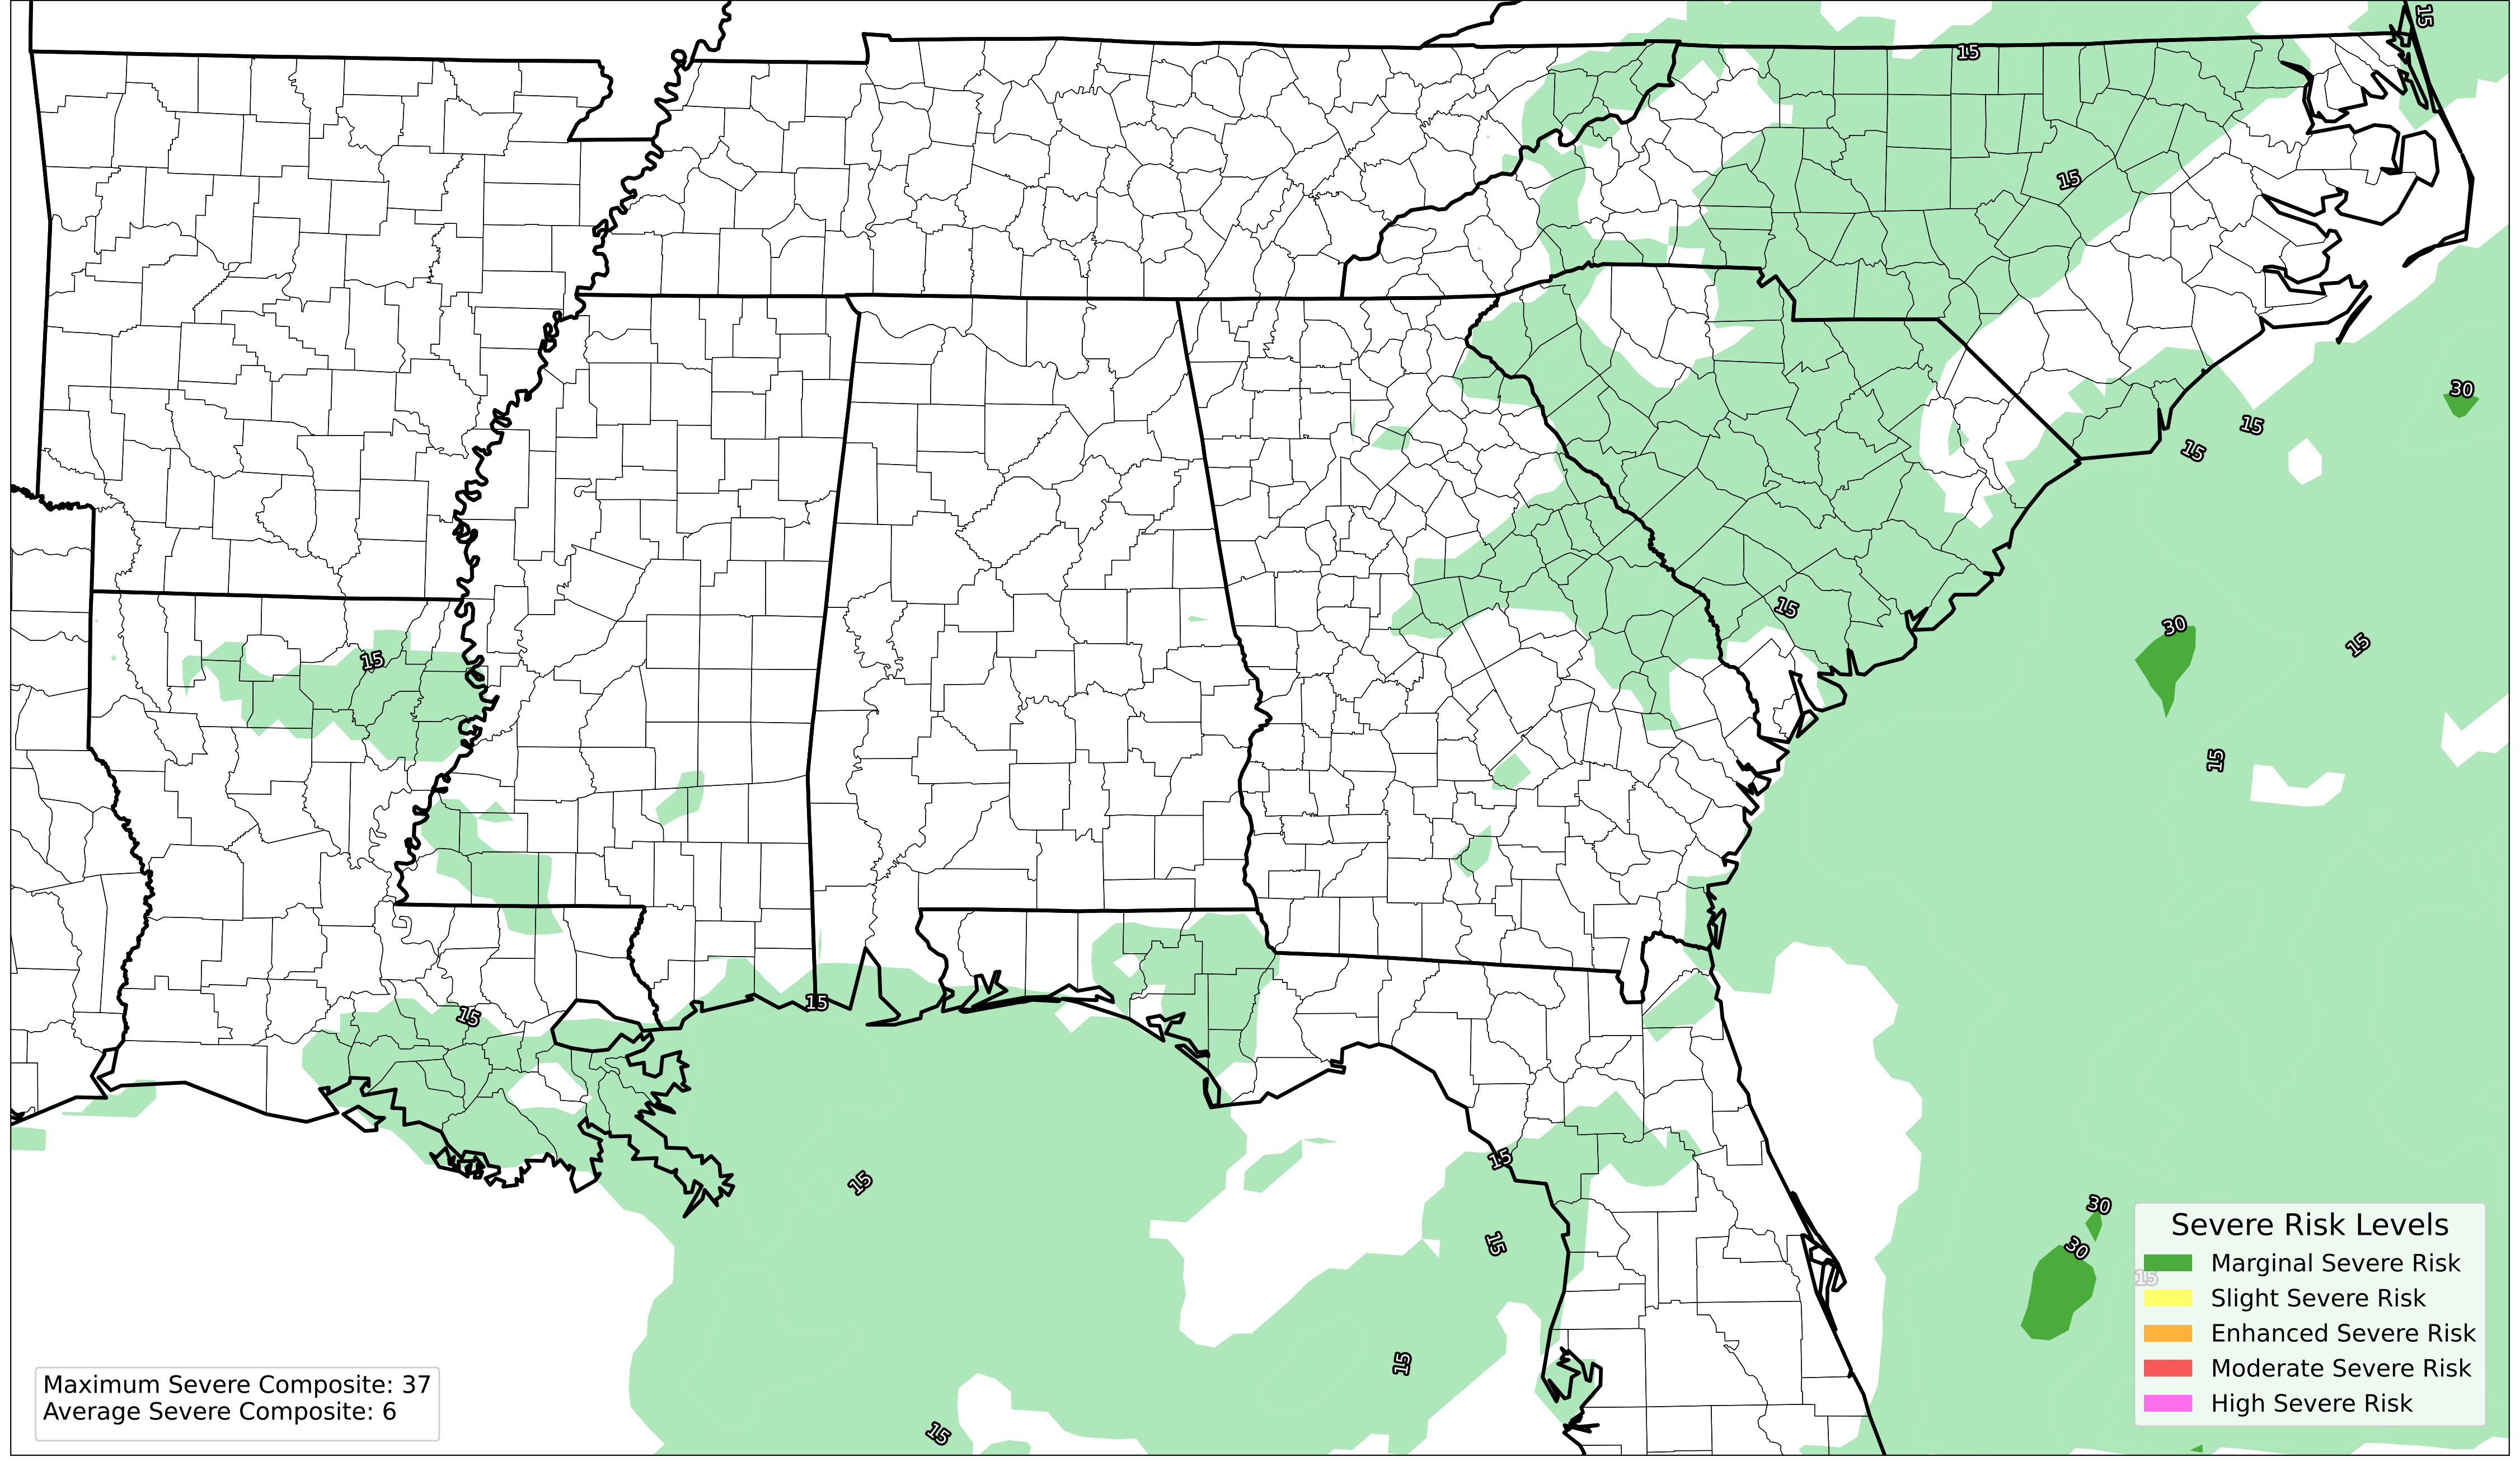 15
15
15
30
15
15
15
30
15
15
15
15
15
15
15
30
15
30
15
15
15
Severe Risk Levels
Marginal Severe Risk
Slight Severe Risk
Enhanced Severe Risk
Moderate Severe Risk
High Severe Risk
Maximum Severe Composite: 37
Average Severe Composite: 6